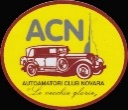 ACN
AUTOAMATORI CLUB NOVARA
"Le vecchie glorie"